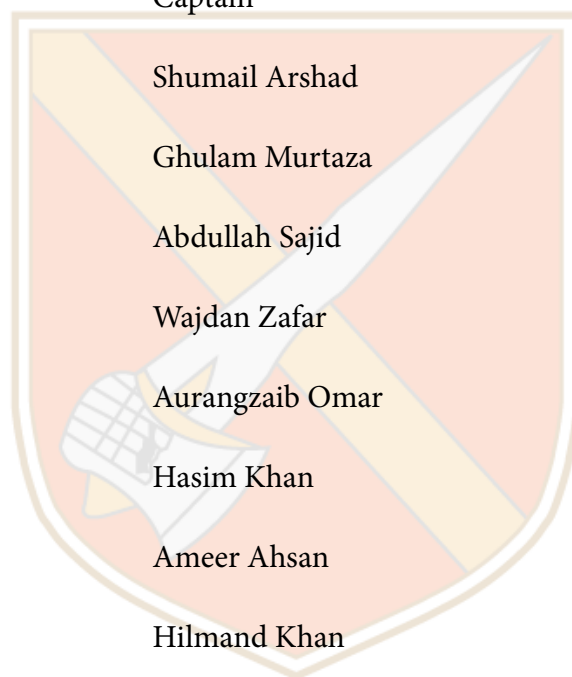 Captain
Shumail Arshad
Ghulam Murtaza
Abdullah Sajid
Wajdan Zafar
Aurangzaib Omar
Hasim Khan
Ameer Ahsan
Hilmand Khan